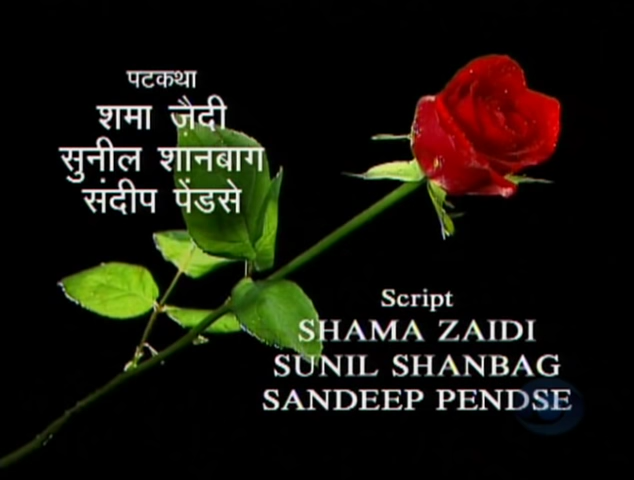 पटकथा
शमा ज़ैदी
सुनील शानबाग
संदीप पेंडसे
Script
SHAMA ZAIDI
SUNIL SHANBAG
SANDEEP PENDSE